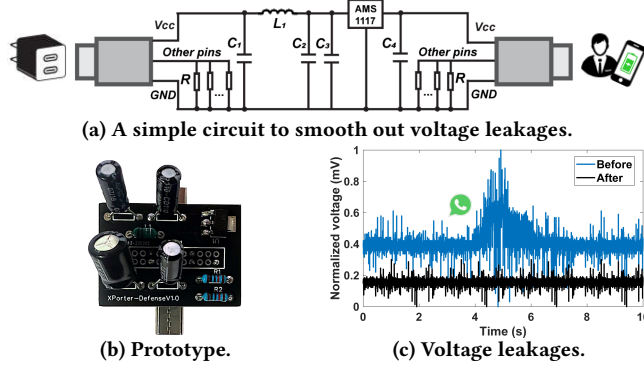 AMS
1117
Vcc
L1
Vcc
Other pins
C1
C2
C3
C4
Other pins
R
...
...
R
GND
GND
(a) A simple circuit to smooth out voltage leakages.
R1
R2
XPorter-DefenseV1.0
(b) Prototype.
Normalized voltage (mV)
1
0.8
0.6
0.4
0.2
0
Before
After
0
2
4
6
8
10
Time (s)
(c) Voltage leakages.